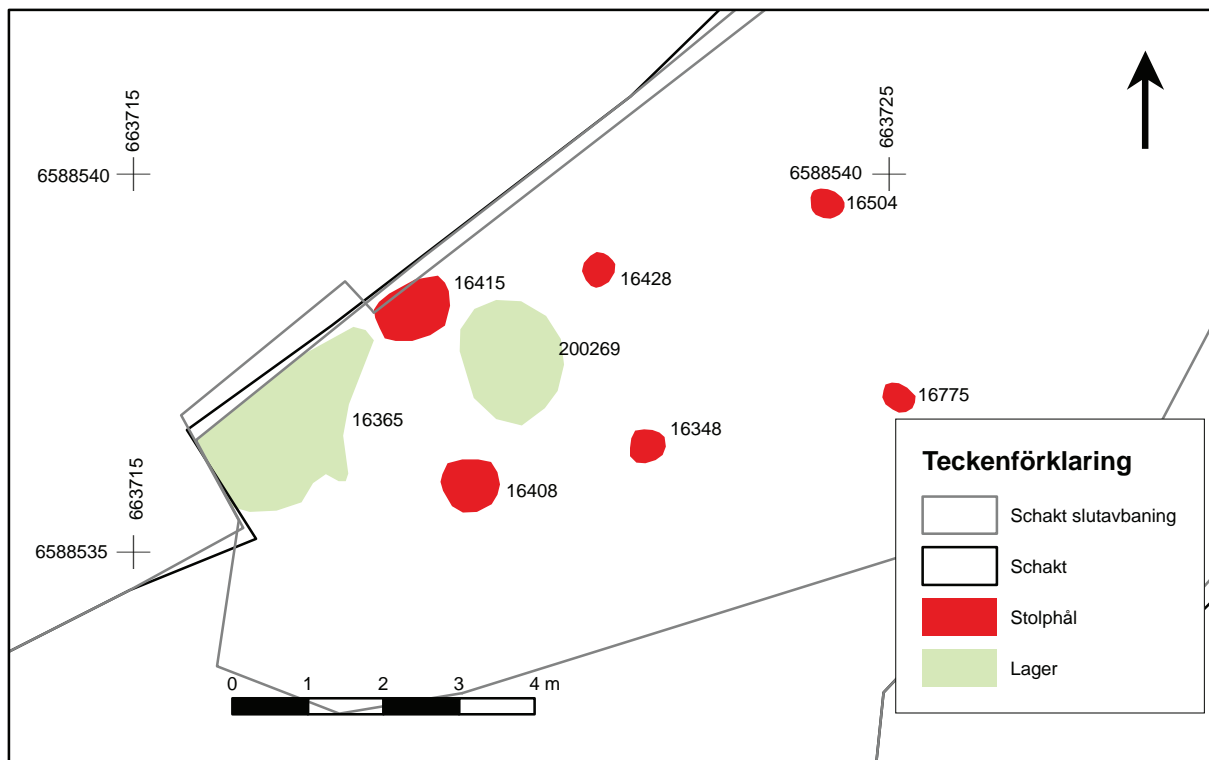 663715
663725
6588540
6588540
16504
16428
16415
200269
16775
16365
16348
16408
663715
6588535
Teckenförklaring
Schakt slutavbaning
Schakt
Stolphål
Lager
0 1 2 3 4 m